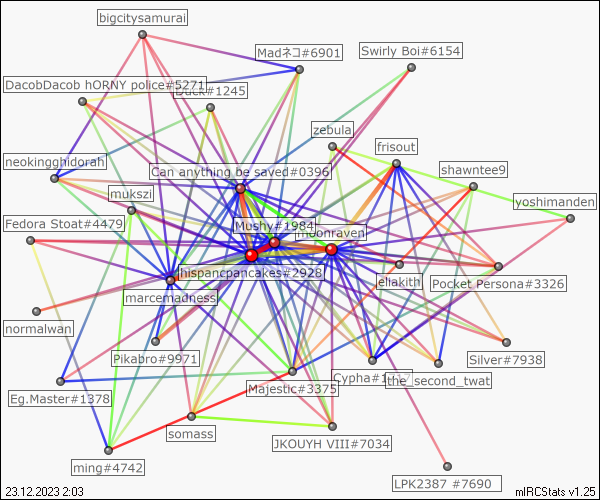 bigcitysamurai
Madネコ#6901
Swirly Boi#6154
DacobDacob hORNY police#5271
Duck#1245
zebula
frisout
neokingghidorah
Can anything be saved#0396
shawntee9
mukszi
yoshimanden
Fedora Stoat#4479
Mushy#1984
moonraven
hispancpancakes#2928
eliakith
Pocket Persona#3326
marcemadness
normalwan
Pikabro#9971
Silver#7938
Majestic#3375
the_second_twat
Eg.Master#1378
somass
JKOUYH VIII#7034
ming#4742
LPK2387 #7690
23.12.2023 2:03
mIRCStats v1.25